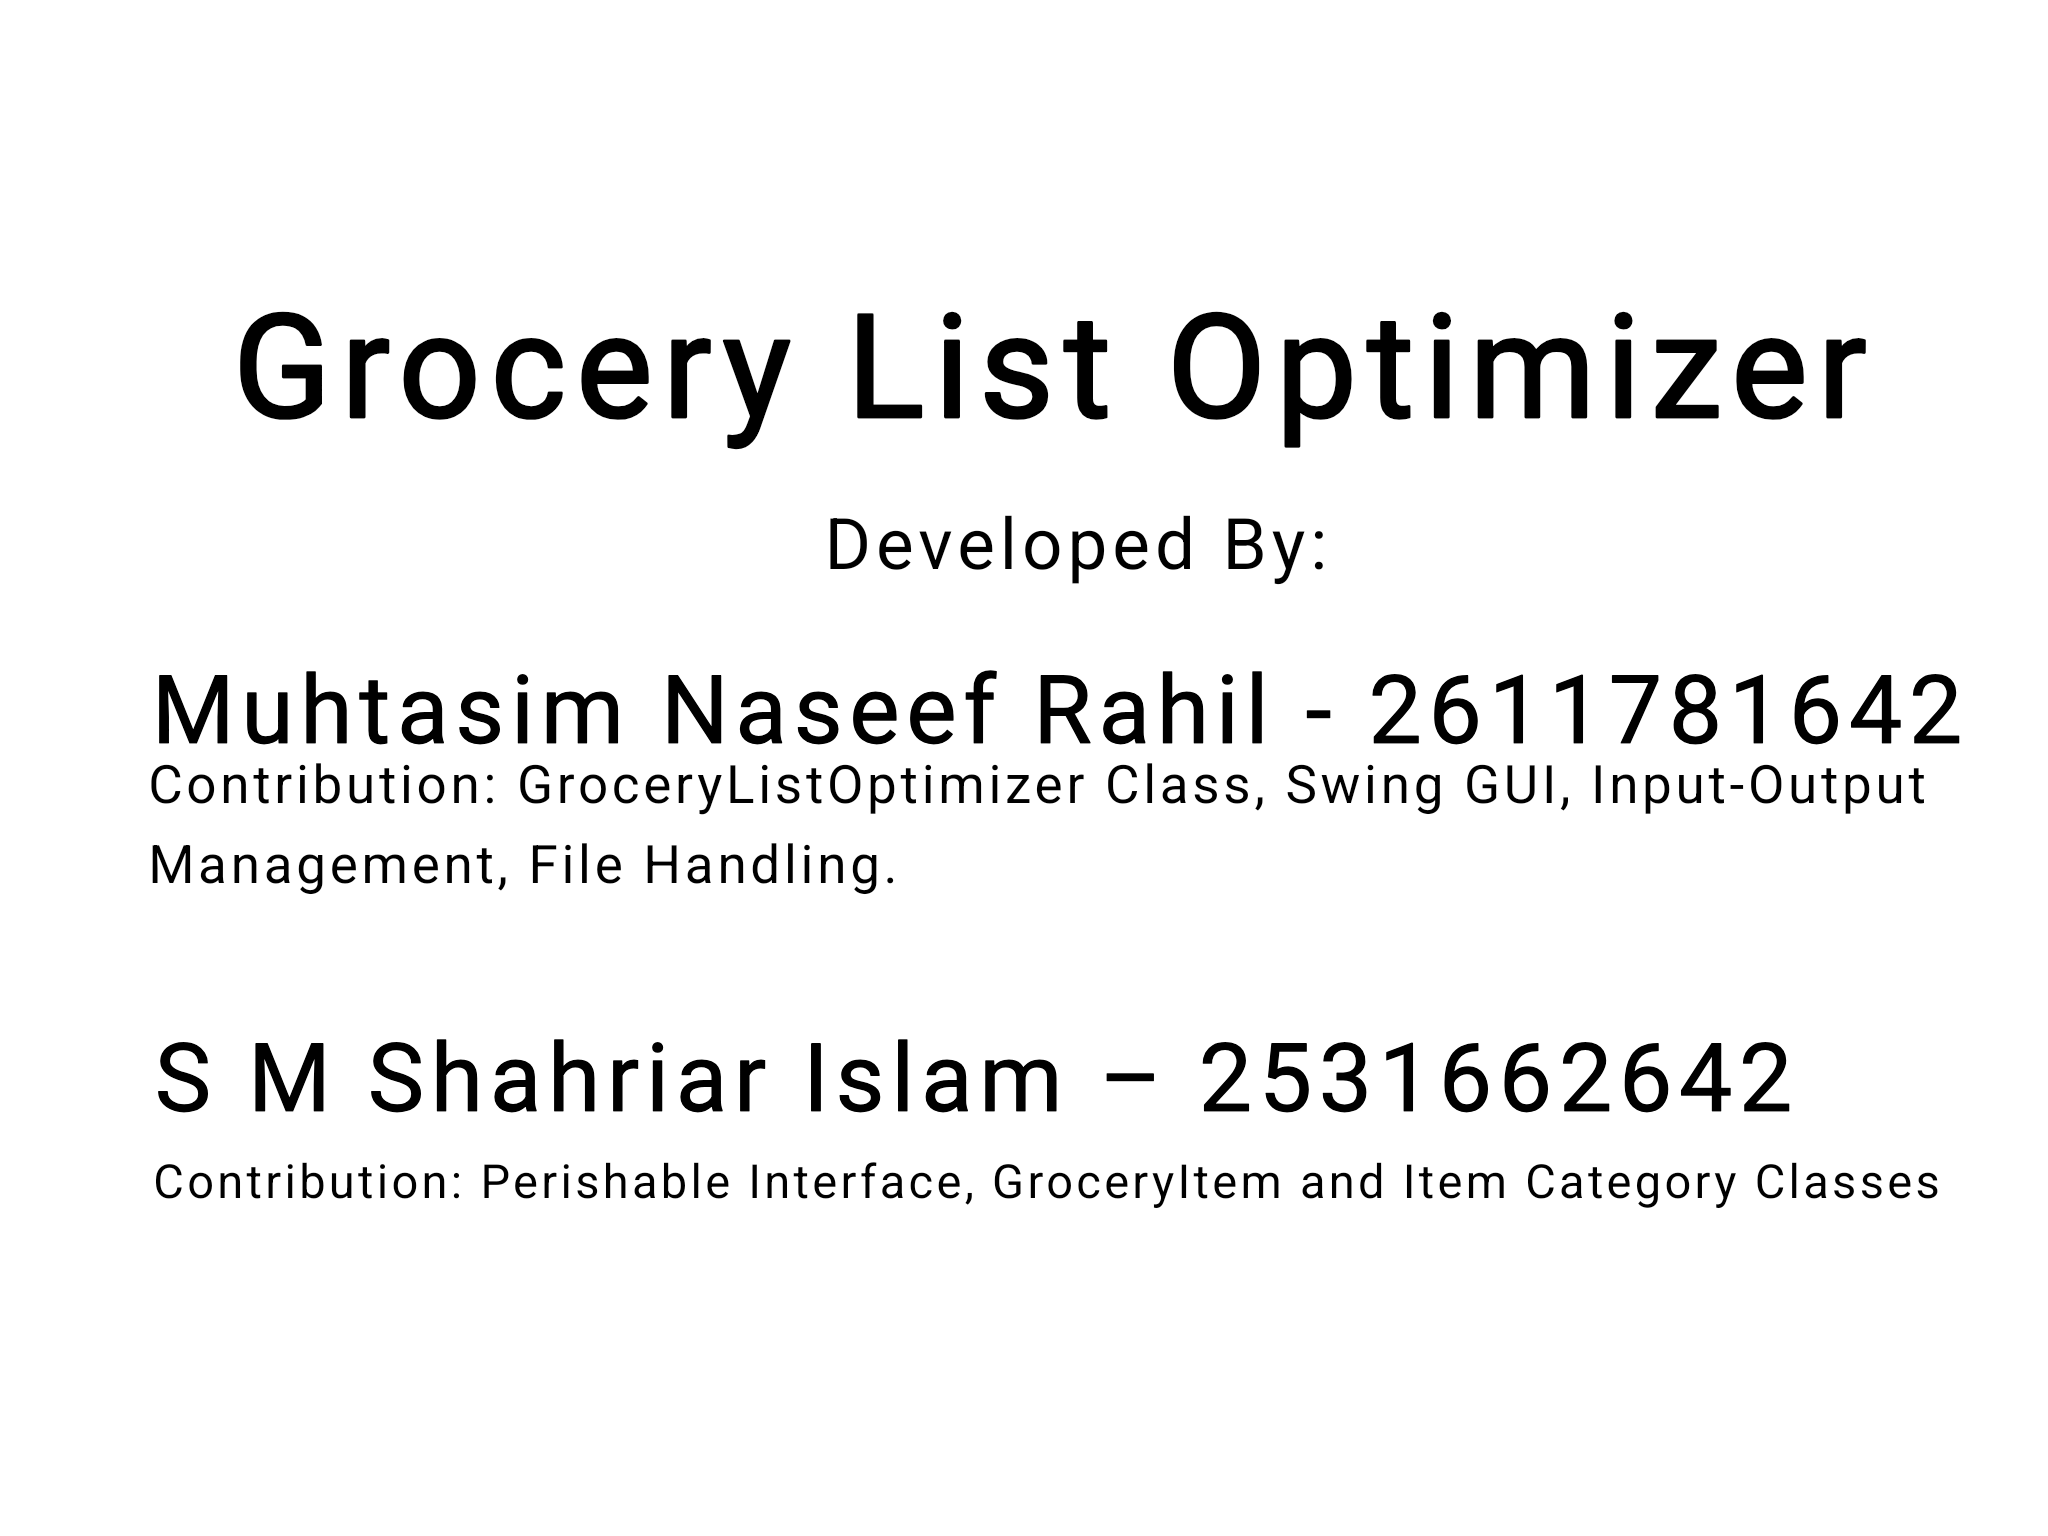 Grocery List Optimizer
Developed By:
Muhtasim Naseef Rahil - 2611781642
Contribution: GroceryListOptimizer Class, Swing GUI, Input-Output
Management, File Handling.
S M Shahriar Islam – 2531662642
Contribution: Perishable Interface, GroceryItem and Item Category Classes